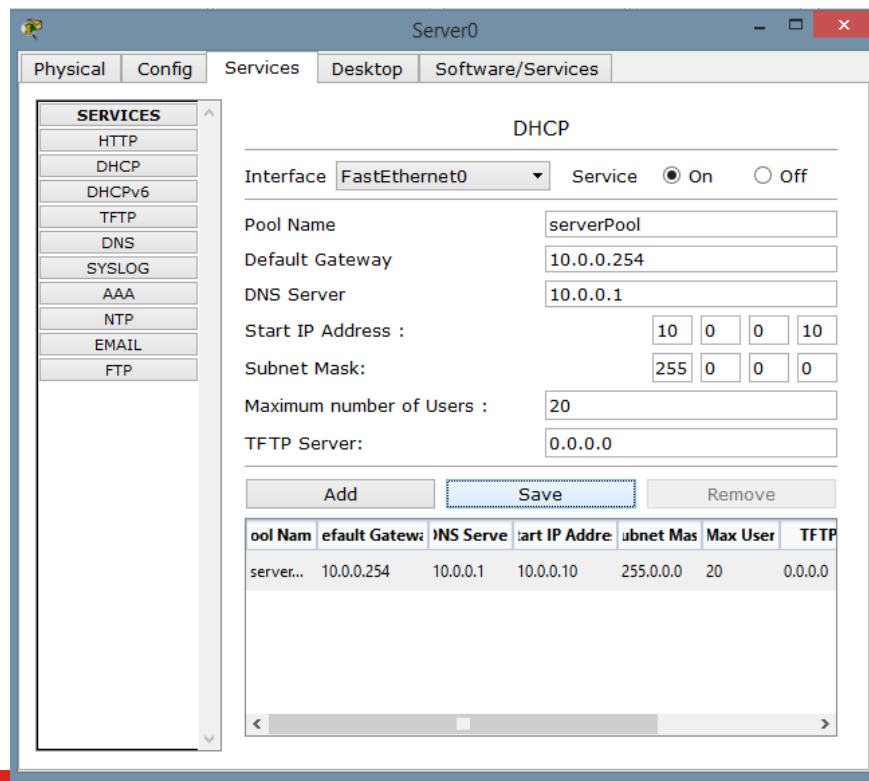 Server0
Physical Config Services Desktop Software/Services
SERVICES
HTTP
DHCP
DHCPv6
TFTP
DNS
SYSLOG
AAA
NTP
EMAIL
FTP
DHCP
Interface FastEthernet0 Service On Off
Pool Name serverPool
Default Gateway 10.0.0.254
DNS Server 10.0.0.1
Start IP Address : 10 0 0 10
Subnet Mask: 255 0 0 0
Maximum number of Users : 20
TFTP Server: 0.0.0.0
Add Save Remove
ool Nam efault Gatewa DNS Serve tart IP Addre ubnet Mas Max User TFTP
server... 10.0.0.254 10.0.0.1 10.0.0.10 255.0.0.0 20 0.0.0.0